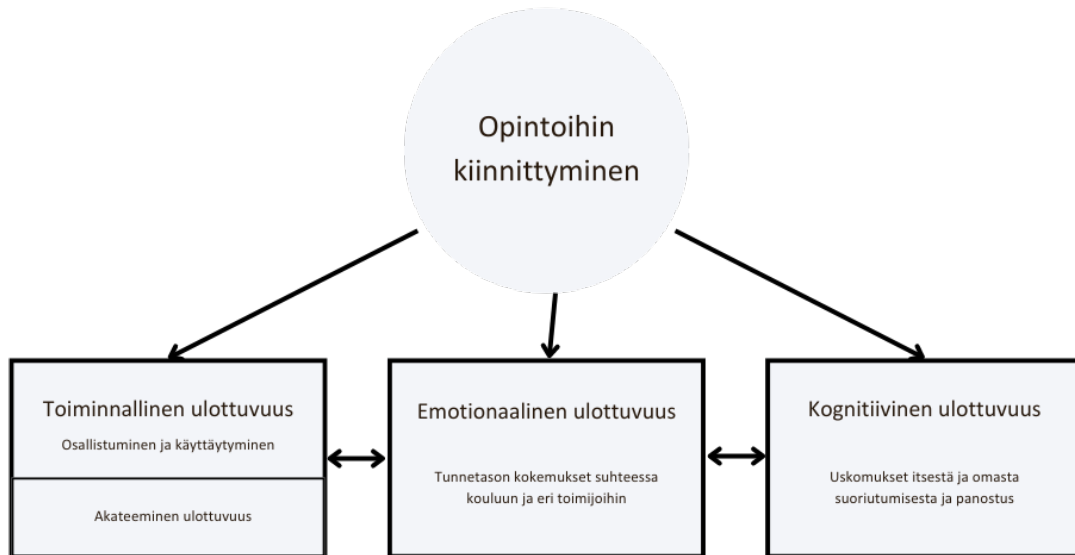 Opintoihin
kiinnittyminen
Toiminnallinen ulottuvuus
Osallistuminen ja käyttäytyminen
Akateeminen ulottuvuus
Emotionaalinen ulottuvuus
Tunnetason kokemukset suhteessa
kouluun ja eri toimijoihin
Kognitiivinen ulottuvuus
Uskomukset itsestä ja omasta
suoriutumisesta ja panostus